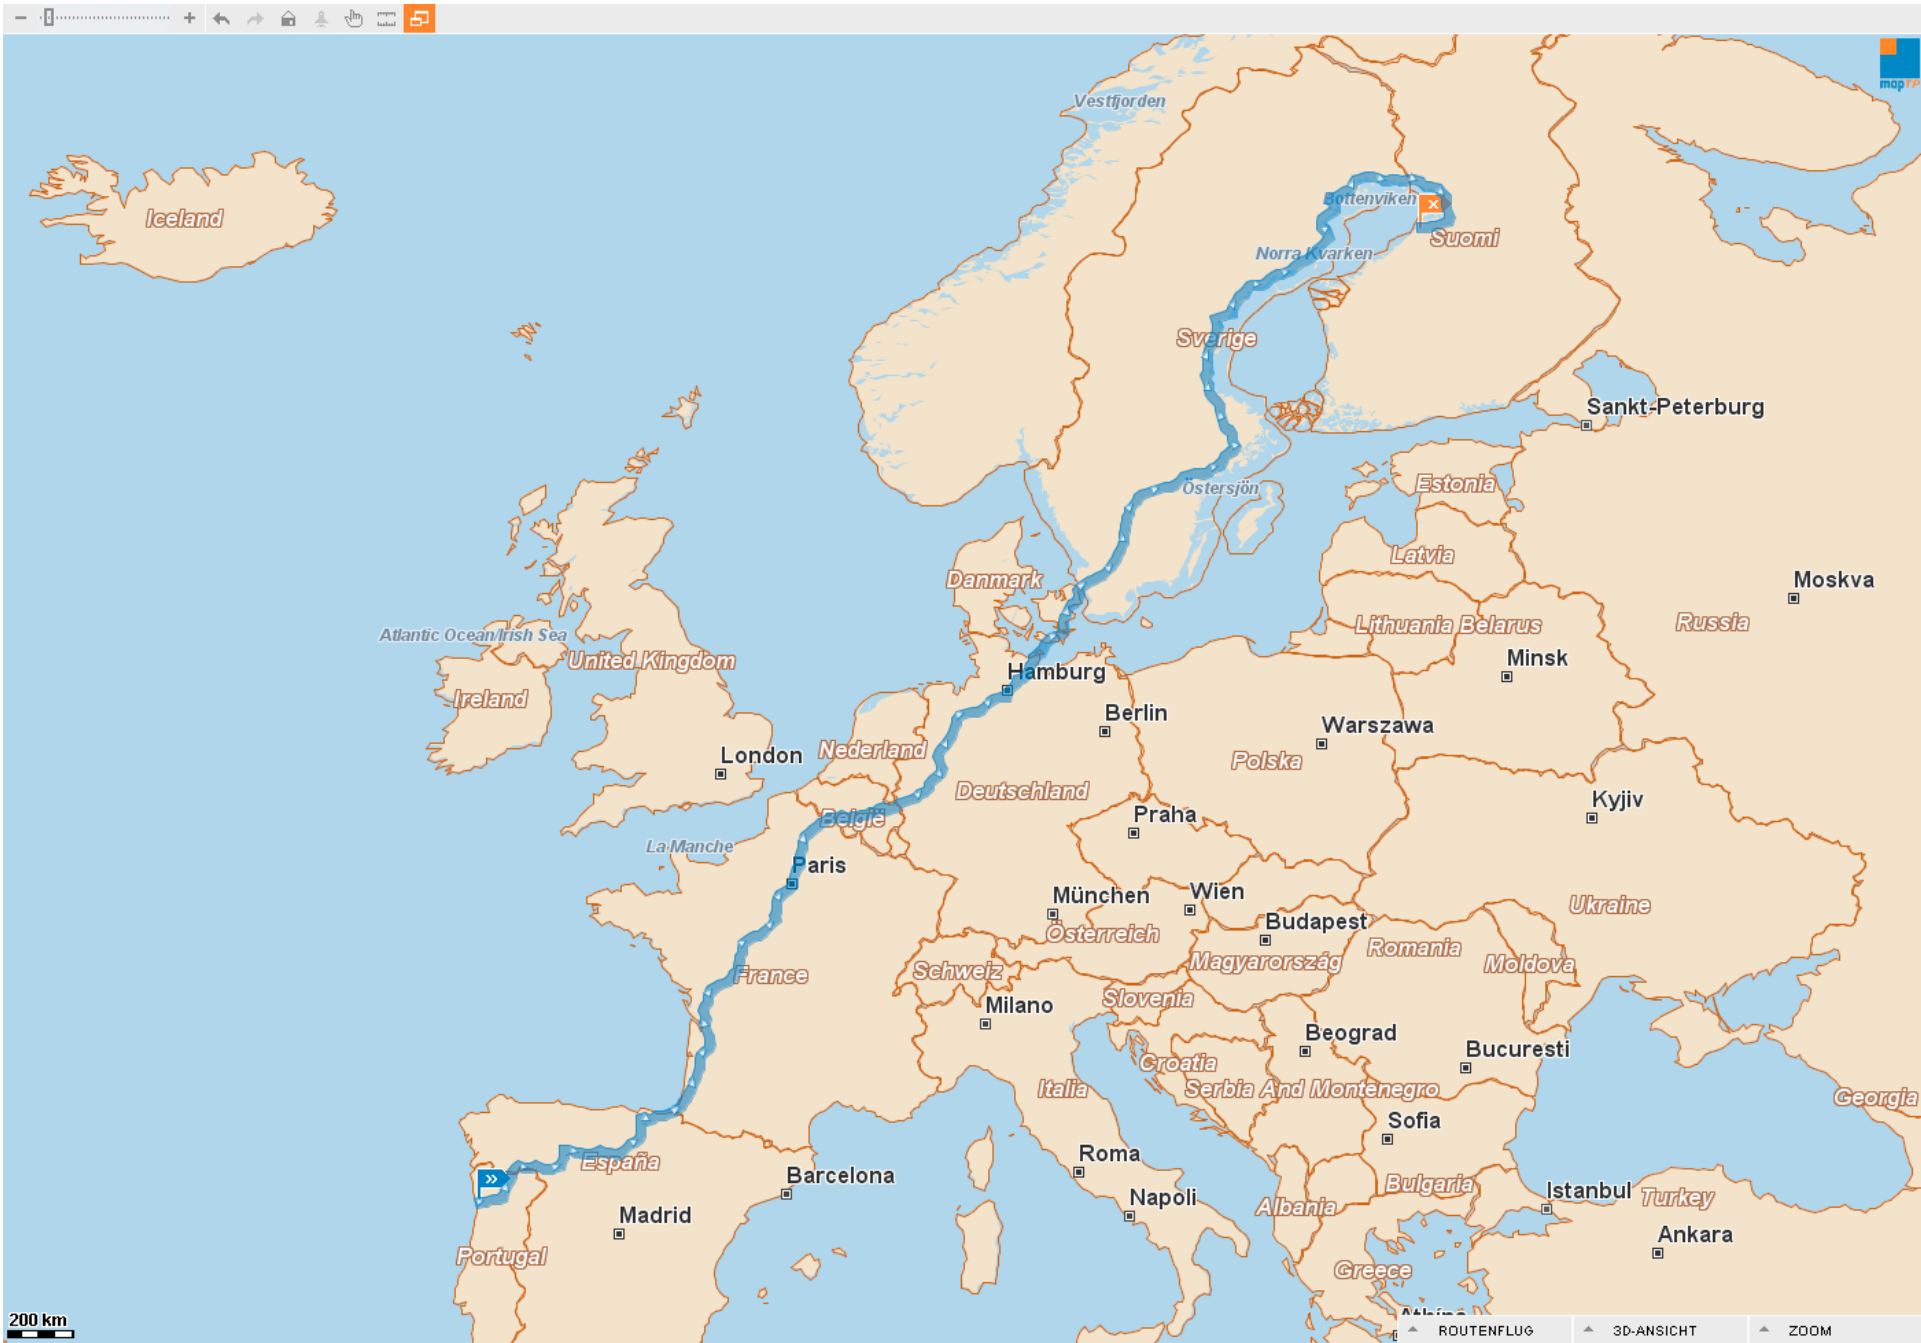 mapTP
Vestfjorden
Iceland
Bottenviken
Suomi
Norra Kvarken
Sverige
Sankt-Peterburg
Estonia
Östersjön
Latvia
Danmark
Moskva
Russia
Atlantic Ocean/Irish Sea
Lithuania
Belarus
United Kingdom
Minsk
Hamburg
Ireland
Berlin
Warszawa
Nederland
London
Polska
Deutschland
Kyjiv
België
Praha
La Manche
Paris
München
Wien
Ukraine
Budapest
Österreich
Romania
Magyarország
Moldova
Schweiz
France
Slovenia
Milano
Beograd
Bucuresti
Croatia
Italia
Serbia And Montenegro
Georgia
Sofia
Roma
España
Barcelona
Bulgaria
Istanbul
Turkey
Napoli
Albania
Madrid
Ankara
Portugal
Greece
200 km
ROUTENFLUG
3D-ANSICHT
ZOOM